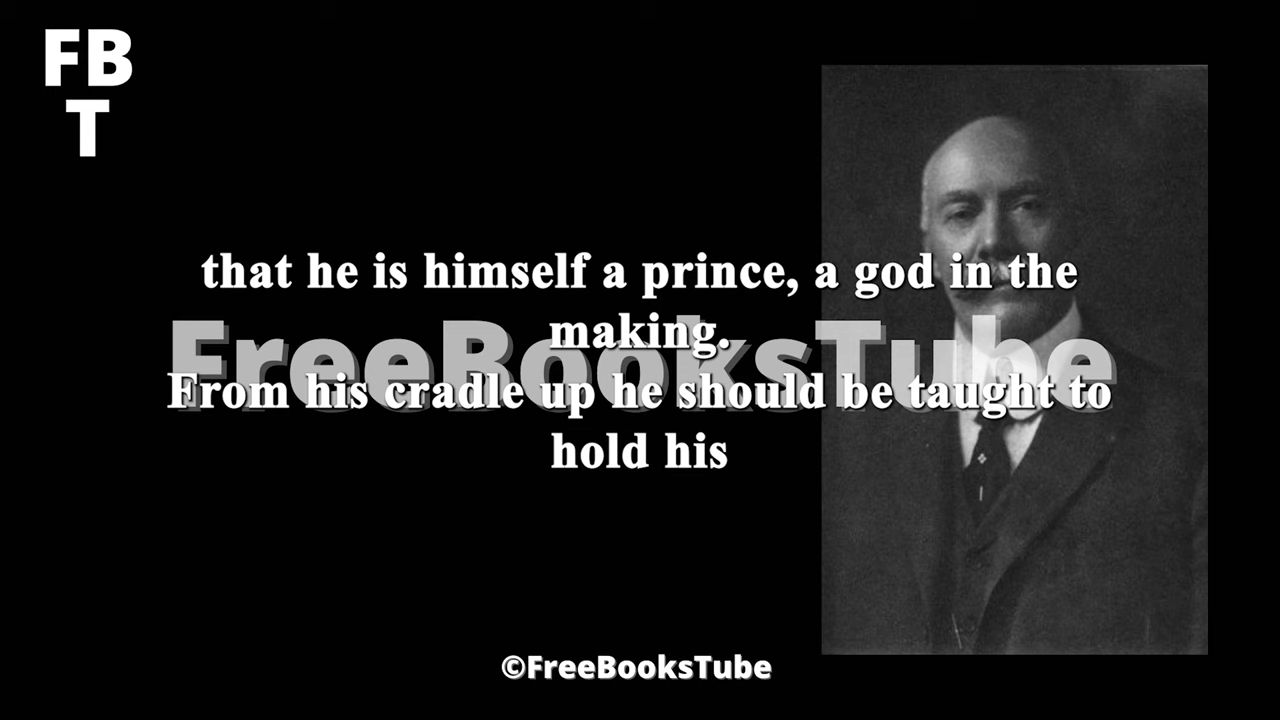 FB
T
that he is himself a prince, a god in the
making.
FreeBooksTube
From his cradle up he should be taught to
hold his
©FreeBooksTube